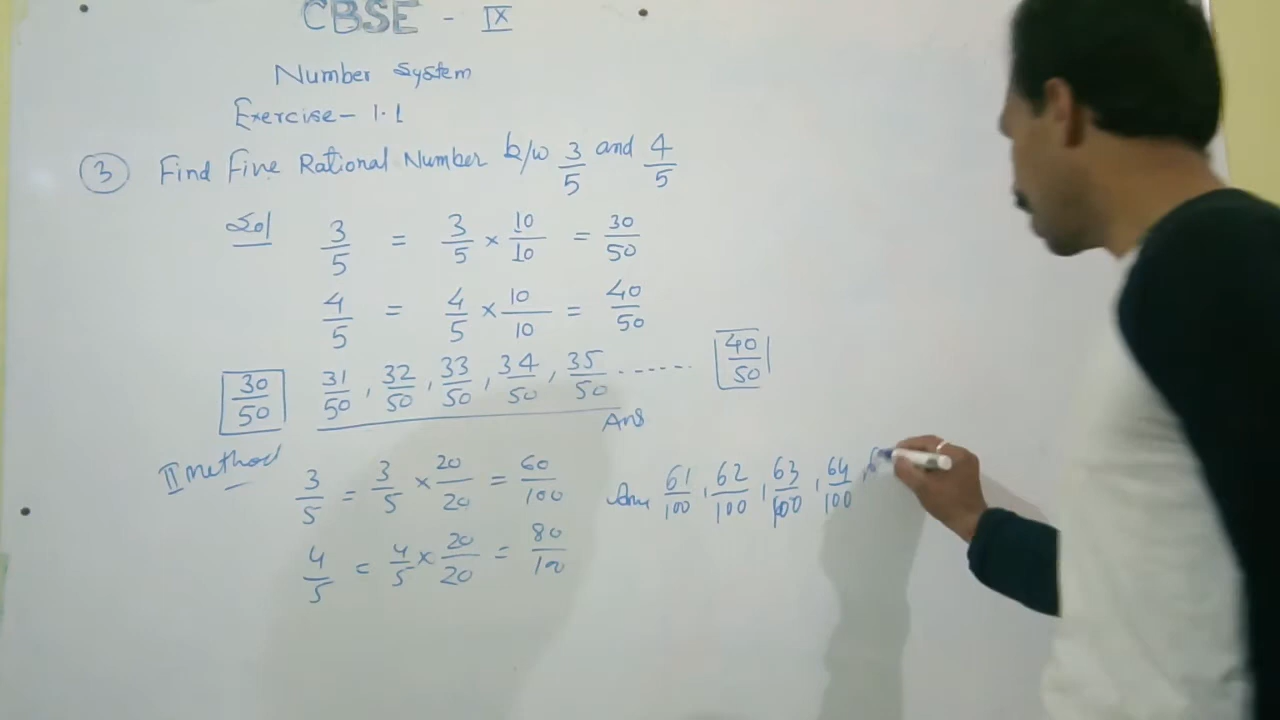 CBSE - IX
Number System
Exercise - 1.1
③ Find Five Rational Number b/w 3/5 and 4/5
Sol 3/5 = 3/5 × 10/10 = 30/50
4/5 = 4/5 × 10/10 = 40/50
30/50 31/50, 32/50, 33/50, 34/50, 35/50 ...... 40/50
Ans
II method
3/5 = 3/5 × 20/20 = 60/100
Ans 61/100, 62/100, 63/100, 64/100,
4/5 = 4/5 × 20/20 = 80/100